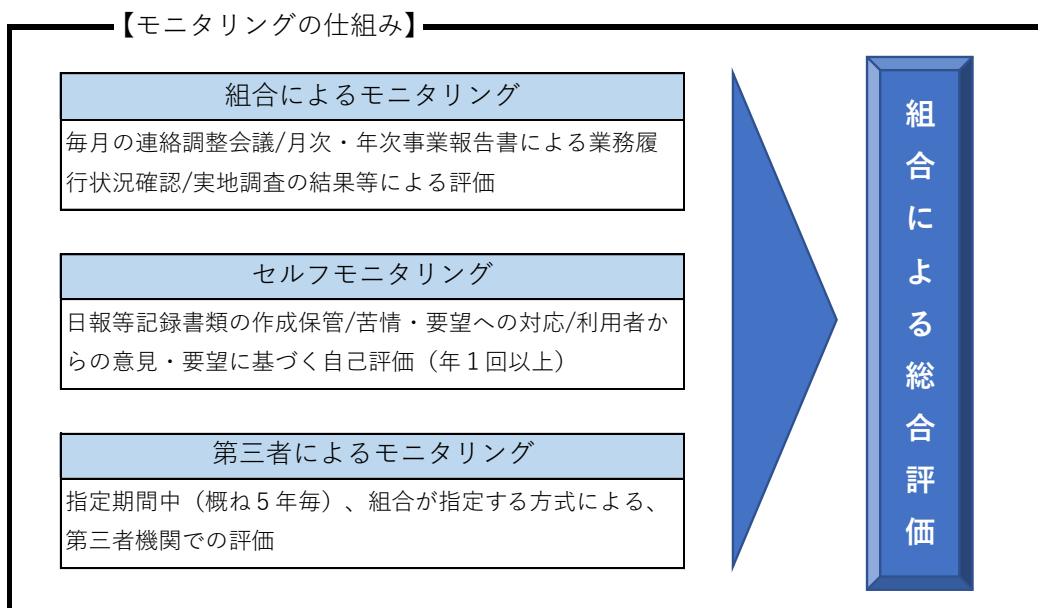 【モニタリングの仕組み】
組合によるモニタリング
毎月の連絡調整会議/月次・年次事業報告書による業務履
行状況確認/実地調査の結果等による評価
セルフモニタリング
日報等記録書類の作成保管/苦情・要望への対応/利用者か
らの意見・要望に基づく自己評価（年１回以上）
第三者によるモニタリング
指定期間中（概ね５年毎）、組合が指定する方式による、
第三者機関での評価
組合による総合評価